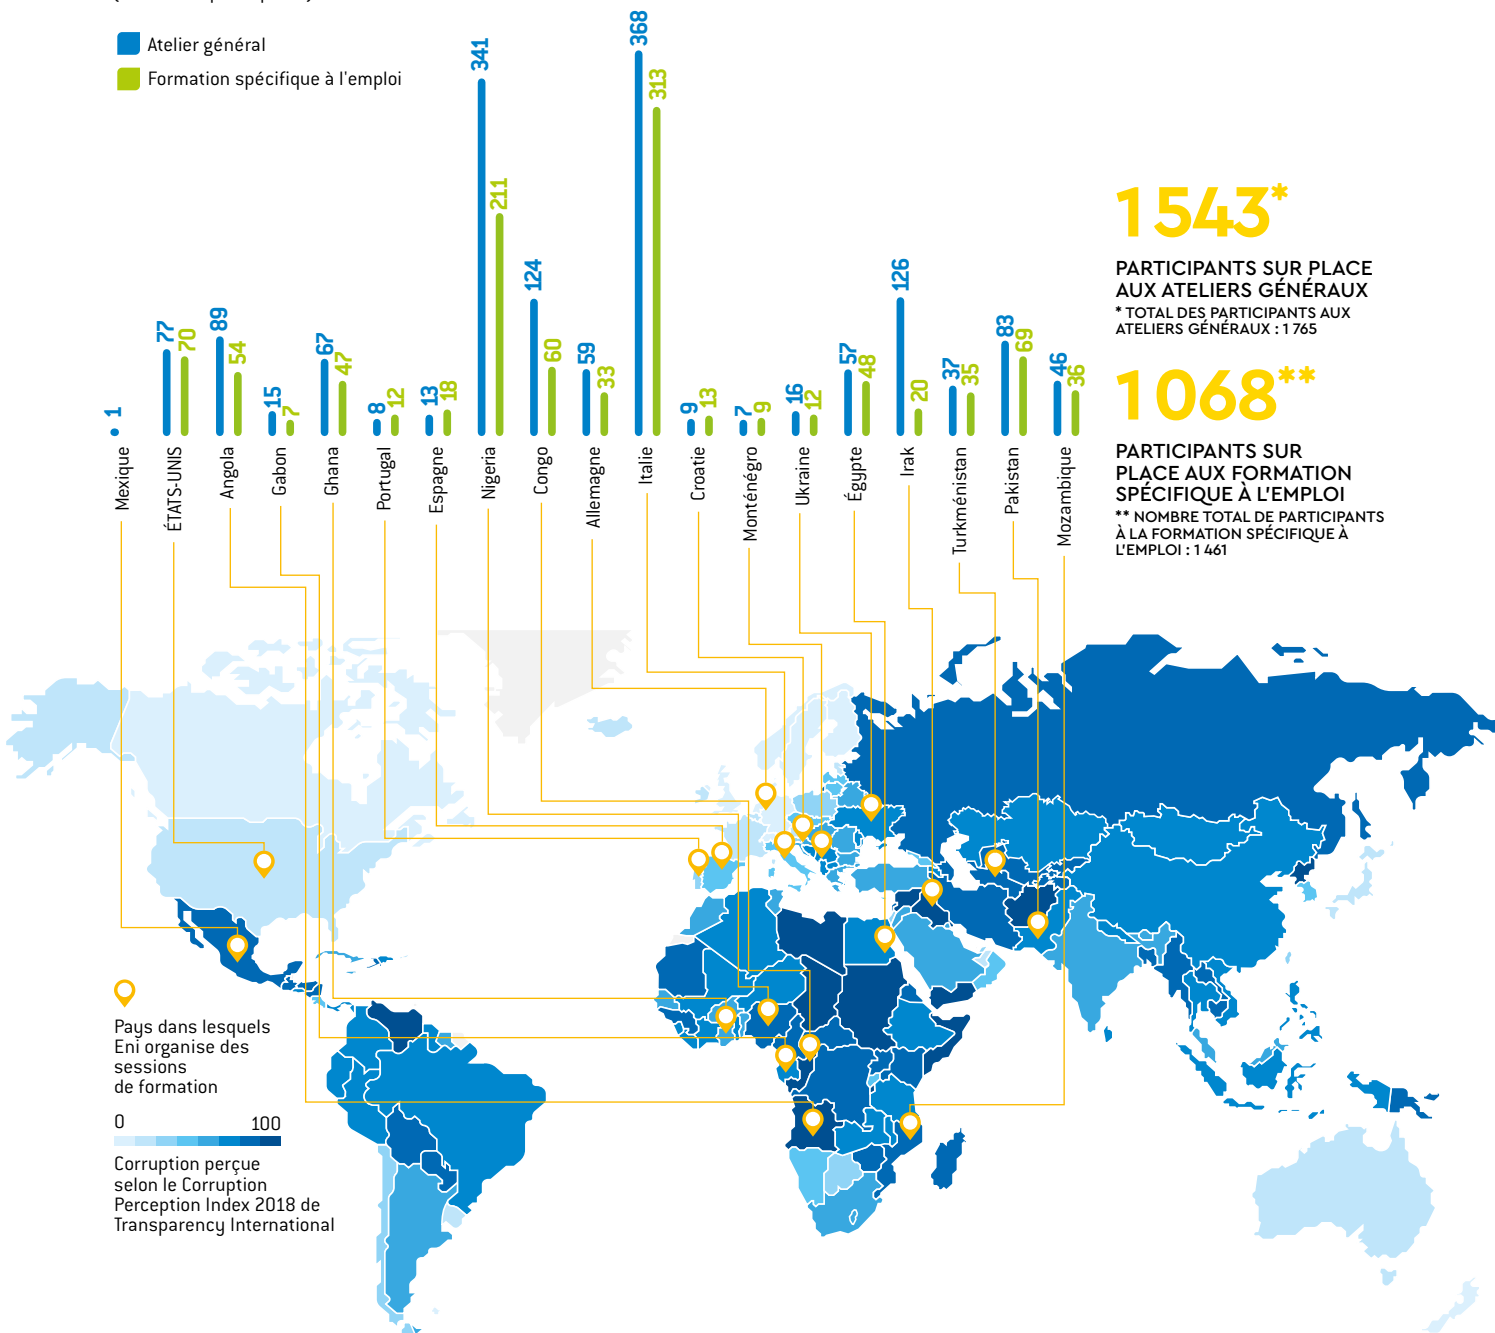 Atelier général
Formation spécifique à l'emploi
1
77
70
89
54
15
7
67
47
8
12
13
18
341
211
124
60
59
33
368
313
9
13
7
9
16
12
57
48
126
20
37
35
83
69
46
36
Mexique
ÉTATS-UNIS
Angola
Gabon
Ghana
Portugal
Espagne
Nigeria
Congo
Allemagne
Italie
Croatie
Monténégro
Ukraine
Égypte
Irak
Turkménistan
Pakistan
Mozambique
1 543*
PARTICIPANTS SUR PLACE
AUX ATELIERS GÉNÉRAUX
* TOTAL DES PARTICIPANTS AUX
ATELIERS GÉNÉRAUX : 1 765
1 068**
PARTICIPANTS SUR
PLACE AUX FORMATION
SPÉCIFIQUE À L'EMPLOI
** NOMBRE TOTAL DE PARTICIPANTS
À LA FORMATION SPÉCIFIQUE À
L'EMPLOI : 1 461
Pays dans lesquels
Eni organise des
sessions
de formation
0 100
Corruption perçue
selon le Corruption
Perception Index 2018 de
Transparency International